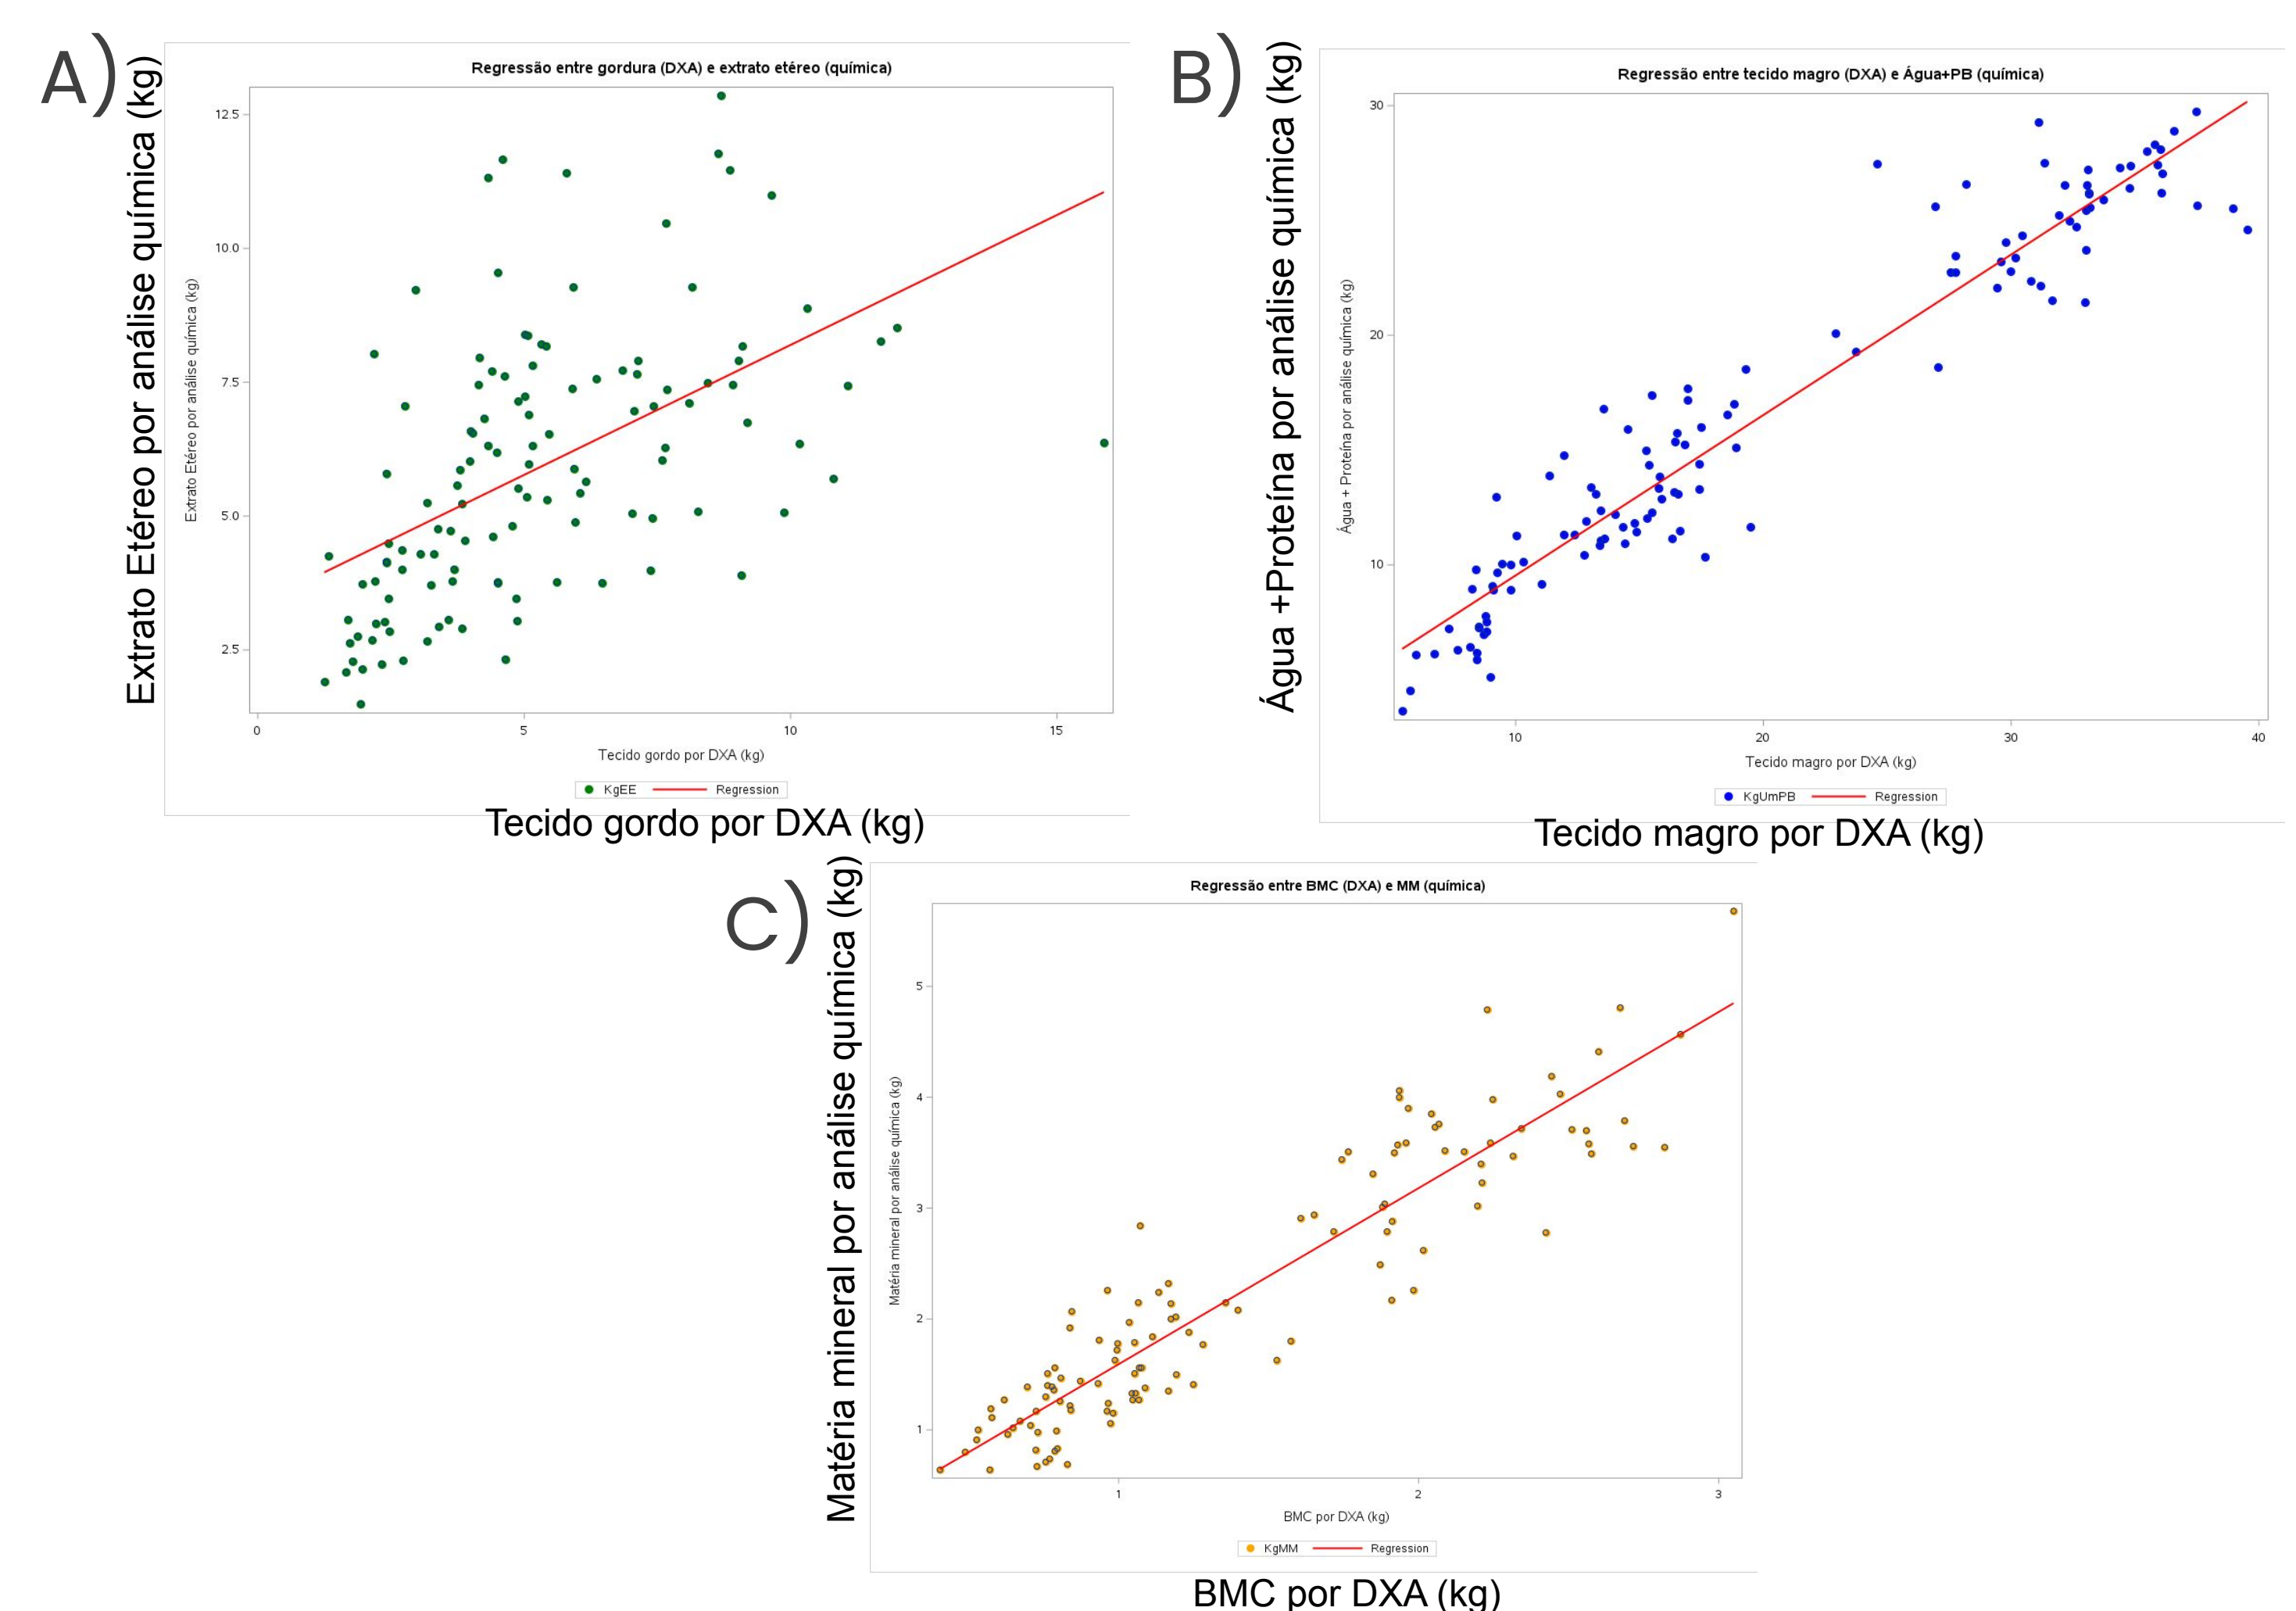 A)
Extrato Etéreo por análise química (kg)
Regressão entre gordura (DXA) e extrato etéreo (química)
Extrato Etéreo por análise química (kg)
12.5
10.0
7.5
5.0
2.5
0 5 10 15
Tecido gordo por DXA (kg)
KgEE Regression
Tecido gordo por DXA (kg)
B)
Água +Proteína por análise química (kg)
Regressão entre tecido magro (DXA) e Água+PB (química)
Água + Proteína por análise química (kg)
30
20
10
10 20 30 40
Tecido magro por DXA (kg)
KgUmPB Regression
Tecido magro por DXA (kg)
C)
Matéria mineral por análise química (kg)
Regressão entre BMC (DXA) e MM (química)
Matéria mineral por análise química (kg)
5
4
3
2
1
1 2 3
BMC por DXA (kg)
KgMM Regression
BMC por DXA (kg)